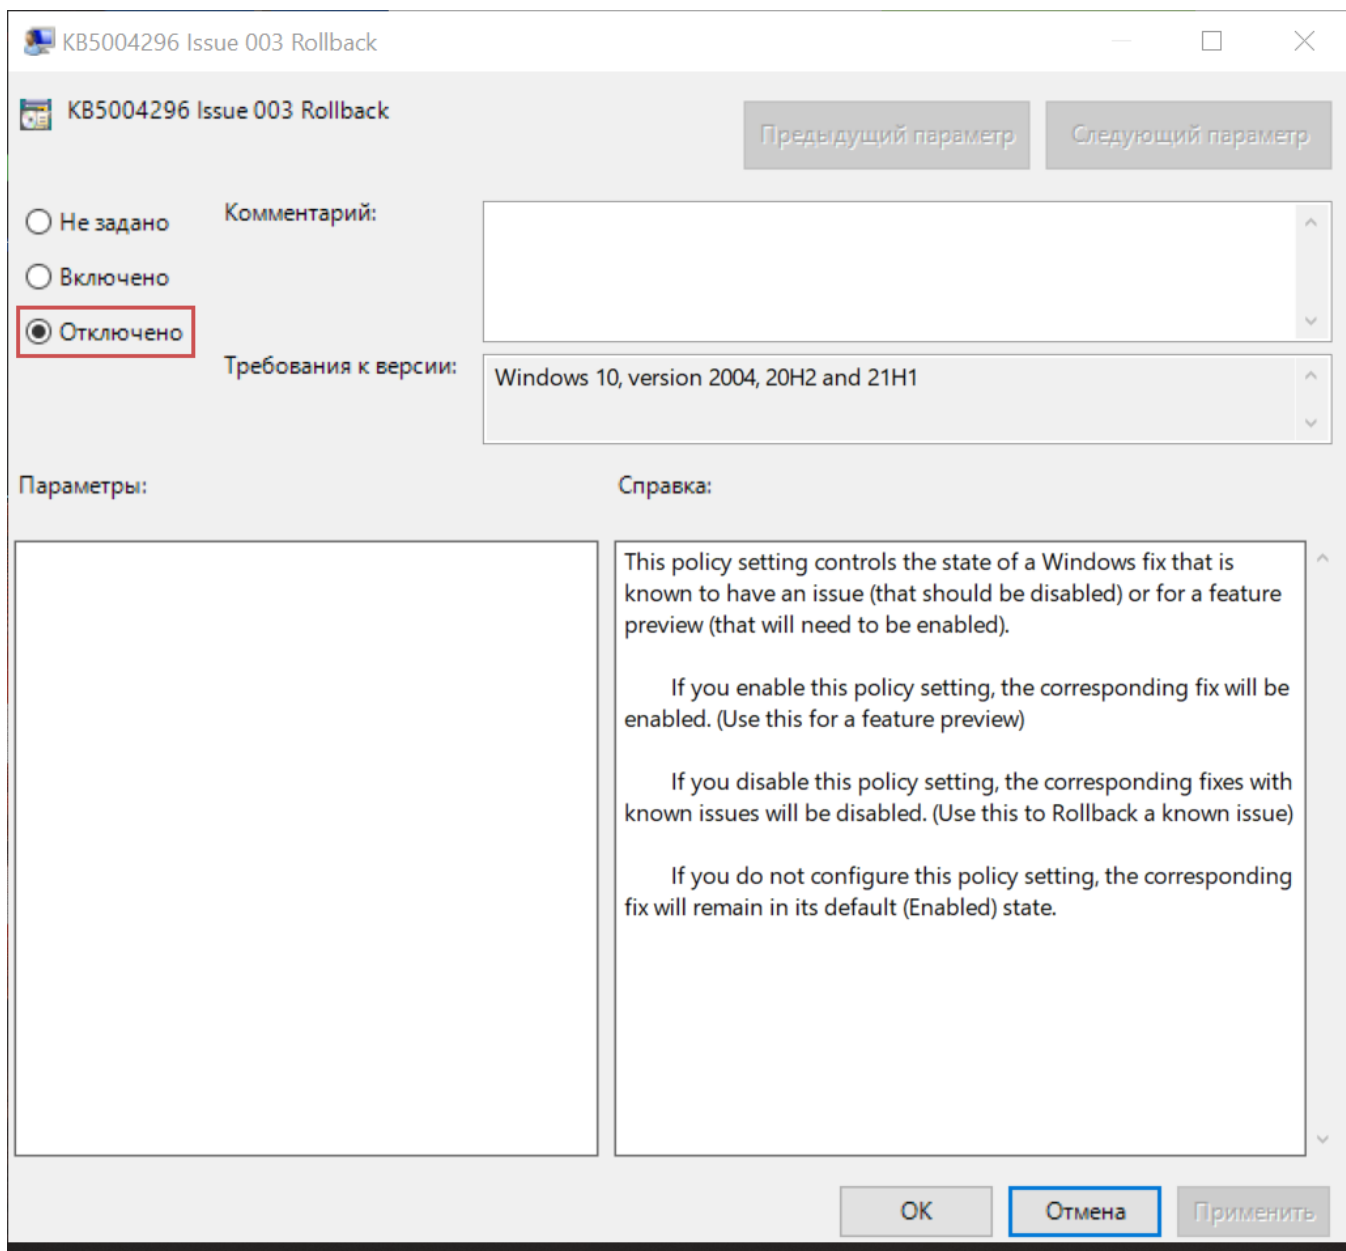 KB5004296 Issue 003 Rollback
KB5004296 Issue 003 Rollback
Предыдущий параметр
Следующий параметр
Не задано
Включено
Отключено
Комментарий:
Требования к версии:
Windows 10, version 2004, 20H2 and 21H1
Параметры:
Справка:
This policy setting controls the state of a Windows fix that is
known to have an issue (that should be disabled) or for a feature
preview (that will need to be enabled).
If you enable this policy setting, the corresponding fix will be
enabled. (Use this for a feature preview)
If you disable this policy setting, the corresponding fixes with
known issues will be disabled. (Use this to Rollback a known issue)
If you do not configure this policy setting, the corresponding
fix will remain in its default (Enabled) state.
ОК
Отмена
Применить